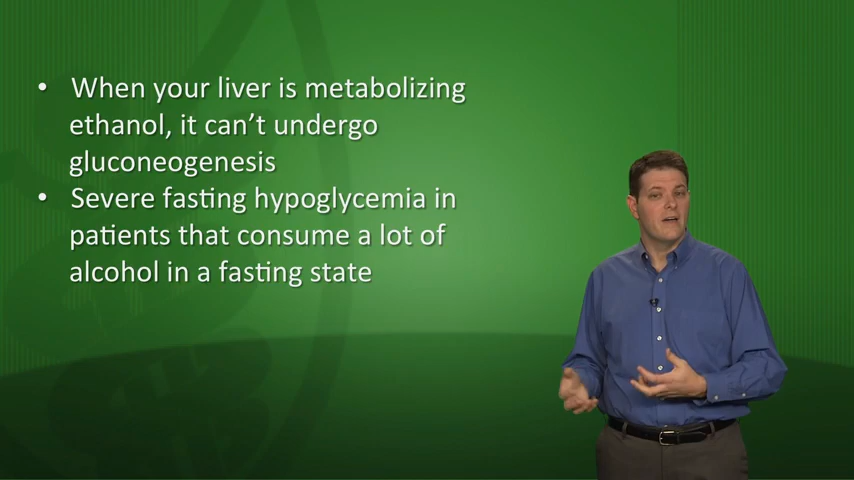 • When your liver is metabolizing
ethanol, it can’t undergo
gluconeogenesis
• Severe fasting hypoglycemia in
patients that consume a lot of
alcohol in a fasting state